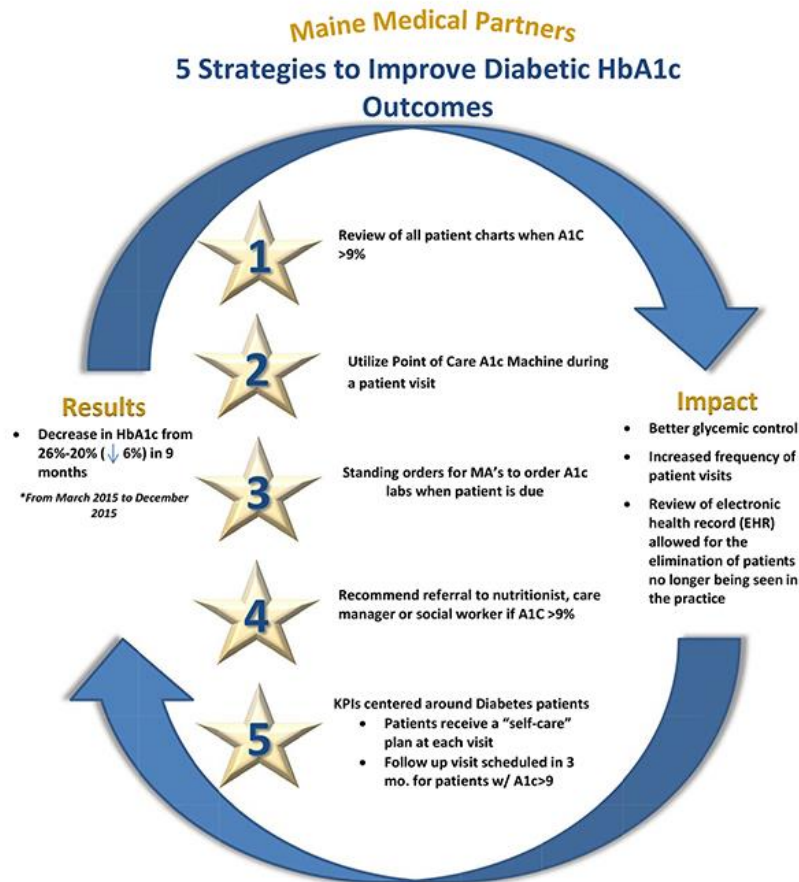 Maine Medical Partners
5 Strategies to Improve Diabetic HbA1c
Outcomes
1
Review of all patient charts when A1C
>9%
2
Utilize Point of Care A1c Machine during
a patient visit
3
Standing orders for MA's to order A1c
labs when patient is due
4
Recommend referral to nutritionist, care
manager or social worker if A1C >9%
5
KPIs centered around Diabetes patients
• Patients receive a "self-care"
plan at each visit
• Follow up visit scheduled in 3
mo. for patients w/ A1c>9
Impact
• Better glycemic control
• Increased frequency of
patient visits
• Review of electronic
health record (EHR)
allowed for the
elimination of patients
no longer being seen in
the practice
Results
• Decrease in HbA1c from
26%-20% (↓ 6%) in 9
months
*From March 2015 to December
2015